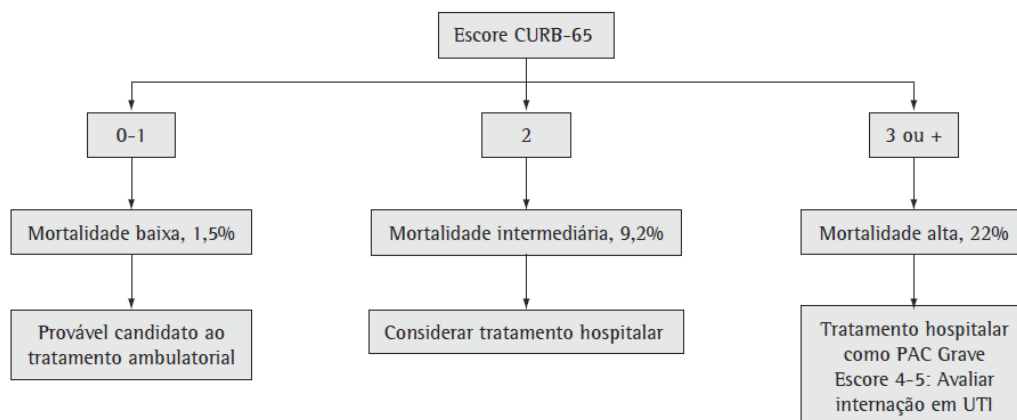 Escore CURB-65
0-1
2
3 ou +
Mortalidade baixa, 1,5%
Mortalidade intermediária, 9,2%
Mortalidade alta, 22%
Provável candidato ao
tratamento ambulatorial
Considerar tratamento hospitalar
Tratamento hospitalar
como PAC Grave
Escore 4-5: Avaliar
internação em UTI